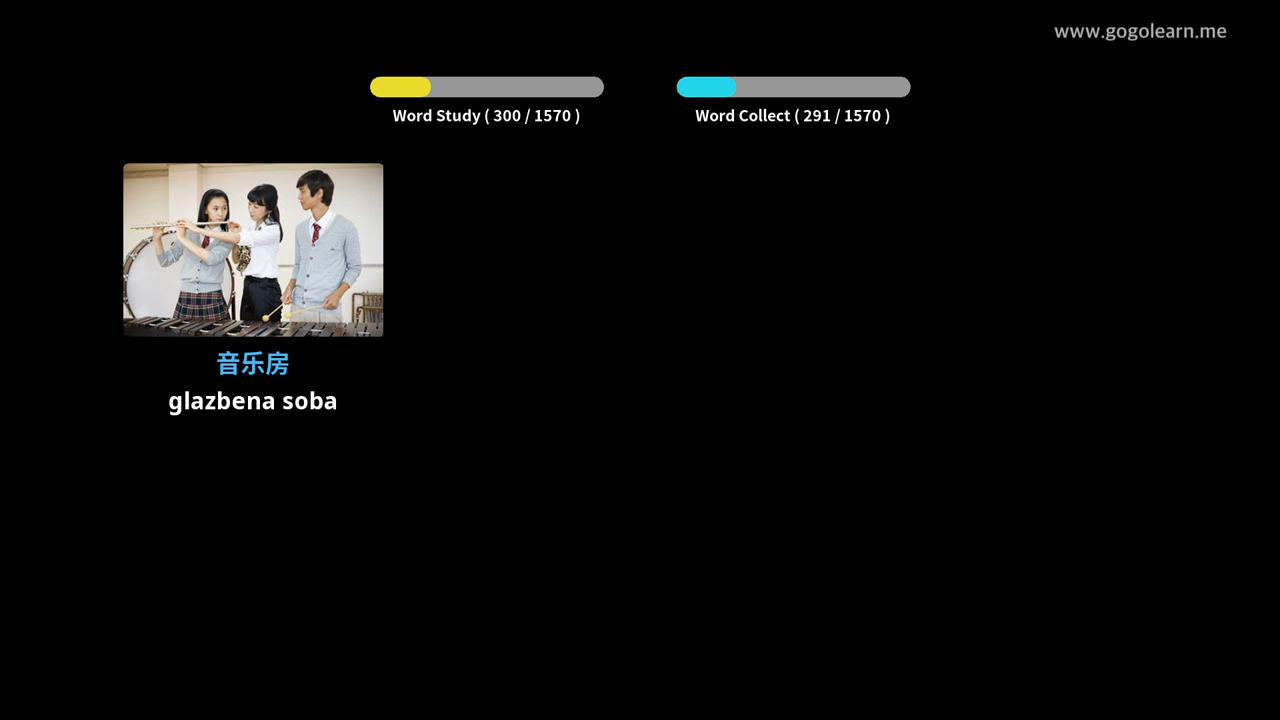 www.gogolearn.me
Word Study ( 300 / 1570 )
Word Collect ( 291 / 1570 )
音乐房
glazbena soba